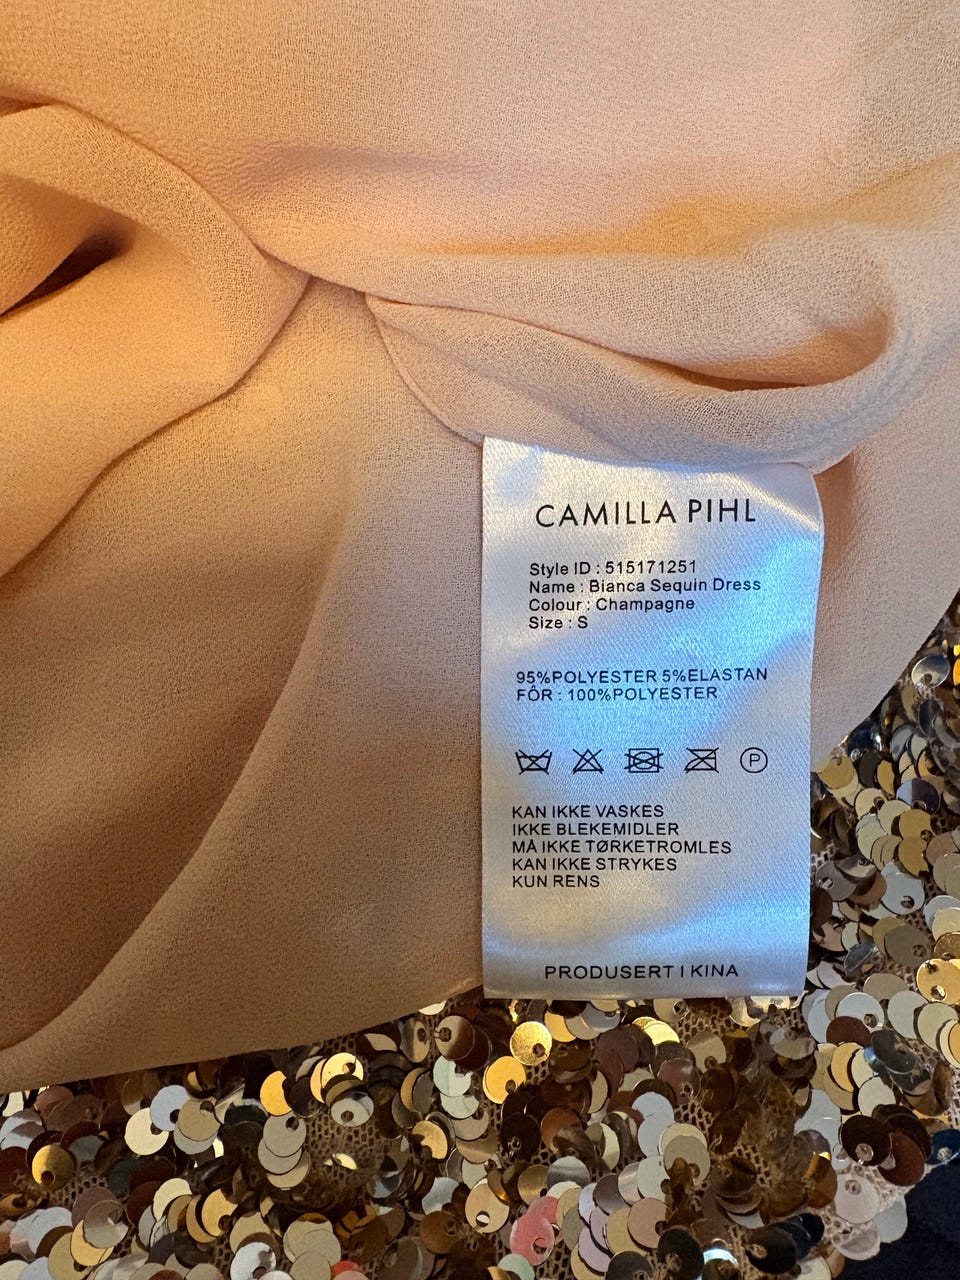 CAMILLA PIHL
Style ID : 515171251
Name : Bianca Sequin Dress
Colour : Champagne
Size : S
95%POLYESTER 5%ELASTAN
FÔR : 100%POLYESTER
P
KAN IKKE VASKES
IKKE BLEKEMIDLER
MÅ IKKE TØRKETROMLES
KAN IKKE STRYKES
KUN RENS
PRODUSERT I KINA